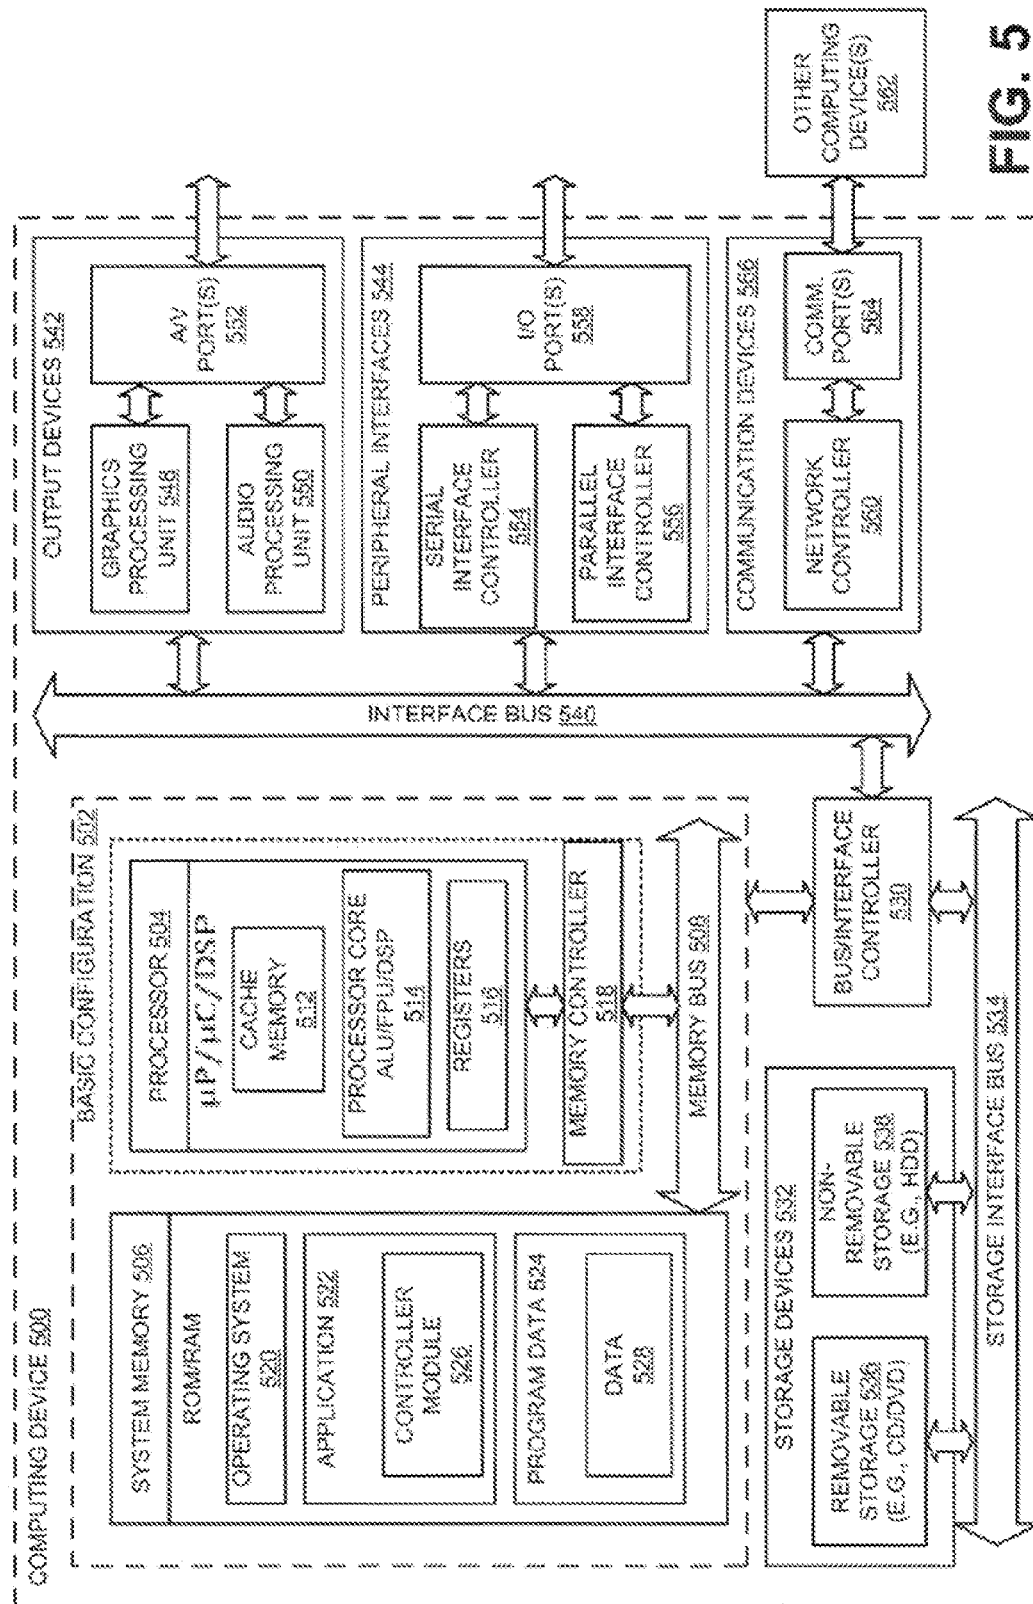 COMPUTING DEVICE 500
BASIC CONFIGURATION 502
SYSTEM MEMORY 506
ROM/RAM
OPERATING SYSTEM
520
APPLICATION 522
CONTROLLER
MODULE
526
PROGRAM DATA 524
DATA
528
PROCESSOR 504
µP/µC/DSP
CACHE
MEMORY
512
PROCESSOR CORE
ALU/FPU/DSP
514
REGISTERS
516
MEMORY CONTROLLER
518
MEMORY BUS 508
STORAGE DEVICES 532
REMOVABLE
STORAGE 536
(E.G., CD/DVD)
NON-
REMOVABLE
STORAGE 538
(E.G., HDD)
BUS/INTERFACE
CONTROLLER
530
STORAGE INTERFACE BUS 534
INTERFACE BUS 540
OUTPUT DEVICES 542
GRAPHICS
PROCESSING
UNIT 546
AUDIO
PROCESSING
UNIT 550
A/V
PORT(S)
552
PERIPHERAL INTERFACES 544
SERIAL
INTERFACE
CONTROLLER
554
PARALLEL
INTERFACE
CONTROLLER
556
I/O
PORT(S)
558
COMMUNICATION DEVICES 566
NETWORK
CONTROLLER
560
COMM.
PORT(S)
564
OTHER
COMPUTING
DEVICE(S)
562
FIG. 5